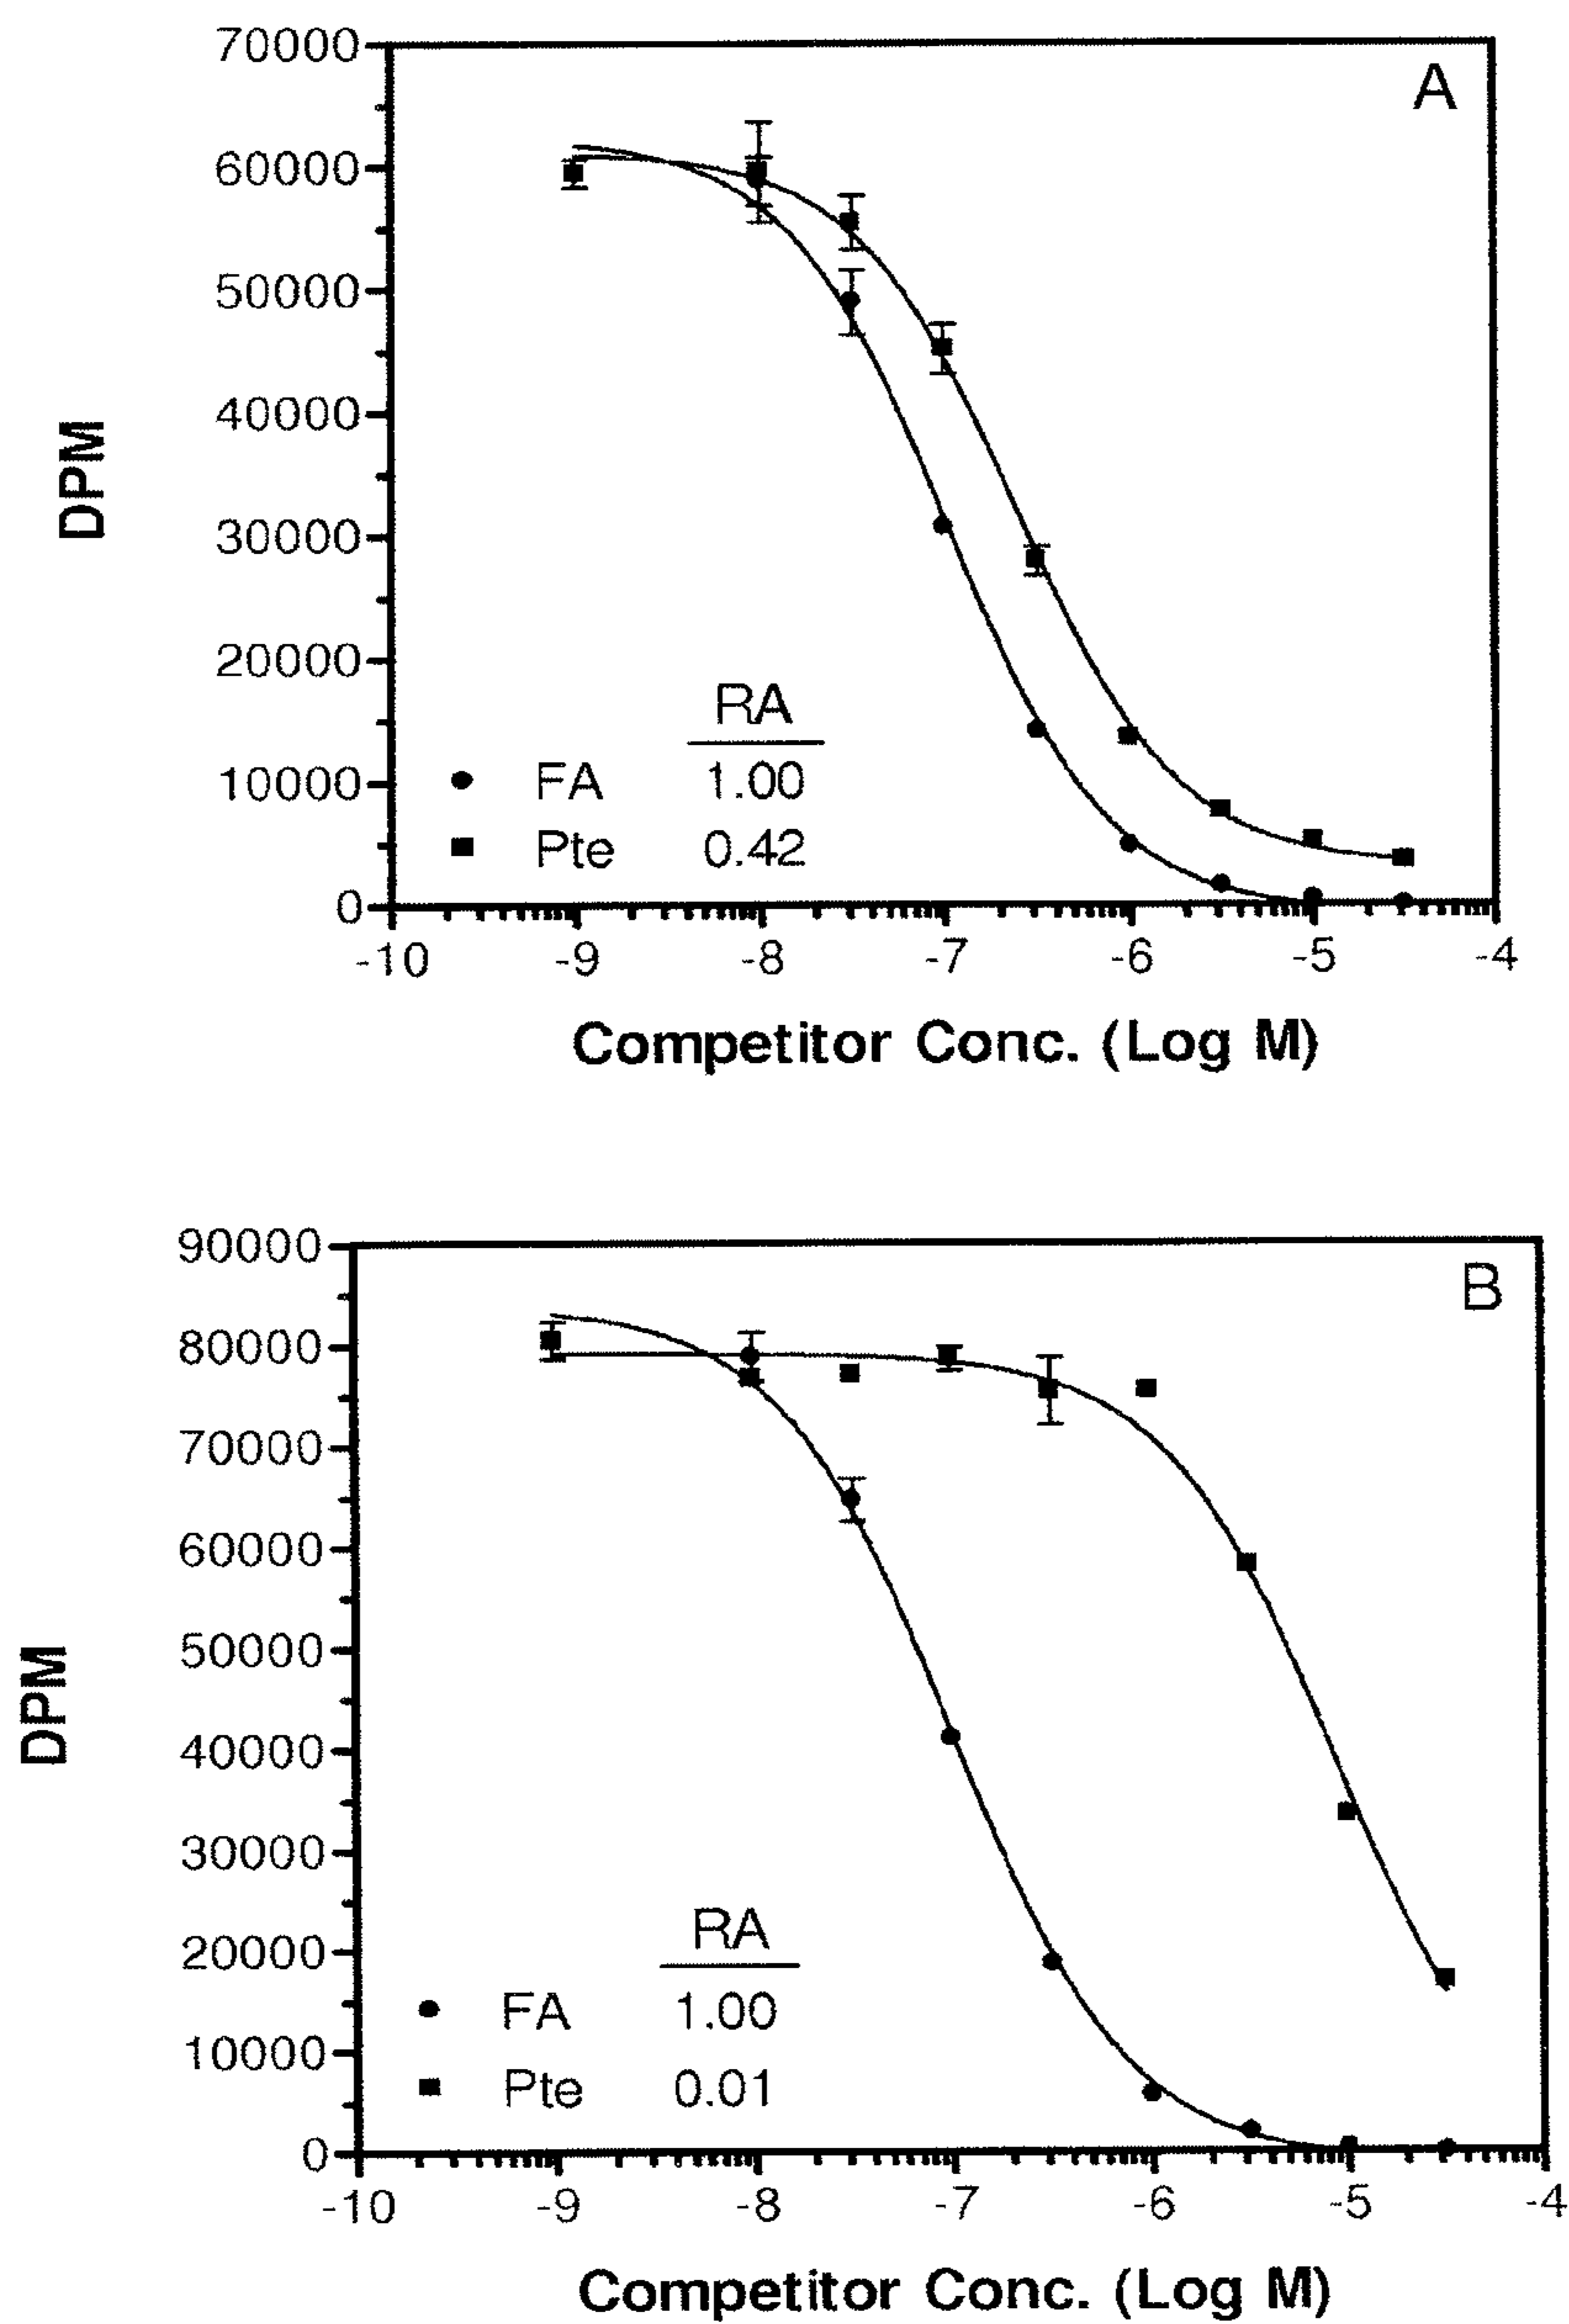 A
70000
60000
50000
40000
30000
20000
10000
0
DPM
RA
FA 1.00
Pte 0.42
-10 -9 -8 -7 -6 -5 -4
Competitor Conc. (Log M)
B
90000
80000
70000
60000
50000
40000
30000
20000
10000
0
DPM
RA
FA 1.00
Pte 0.01
-10 -9 -8 -7 -6 -5 -4
Competitor Conc. (Log M)